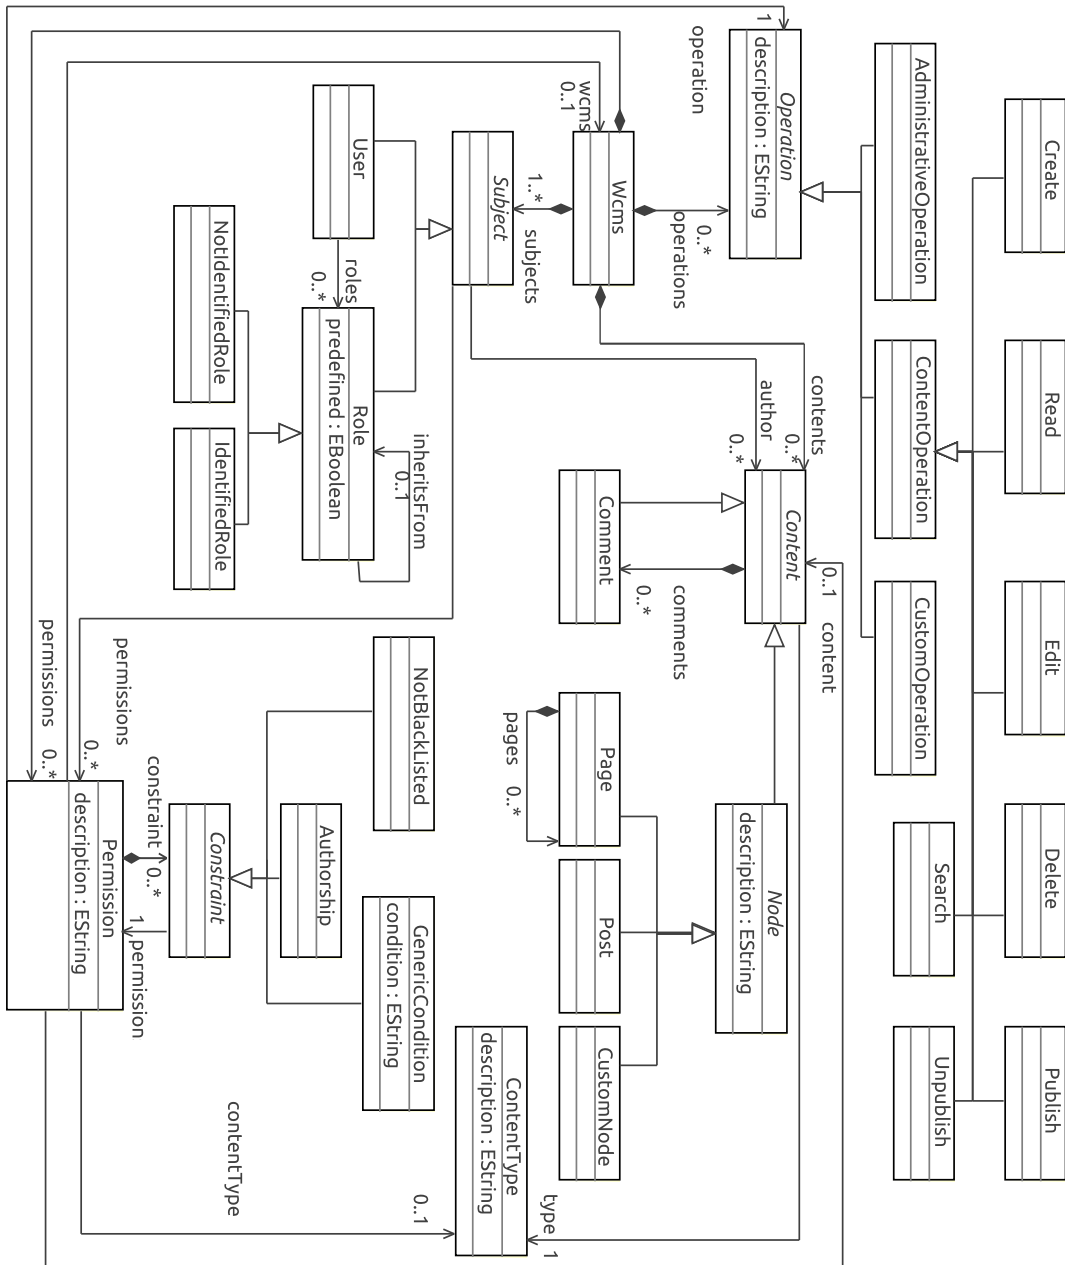 Create
Read
Edit
Delete
Publish
Search
Unpublish
AdministrativeOperation
ContentOperation
CustomOperation
1
Operation
description : EString
operation
0..*
operations
contents
0..*
author
0..*
Content
0..1
content
Node
description : EString
wcms
0..1
Wcms
Comment
comments
0..*
Page
pages
0..*
Post
CustomNode
type
1
Subject
1..*
subjects
ContentType
description : EString
contentType
0..1
User
roles
0..*
Role
predefined : EBoolean
inheritsFrom
0..1
NotIdentifiedRole
IdentifiedRole
NotBlackListed
Authorship
GenericCondition
condition : EString
Constraint
constraint
0..*
1
permission
permissions
0..*
permissions
0..*
Permission
description : EString